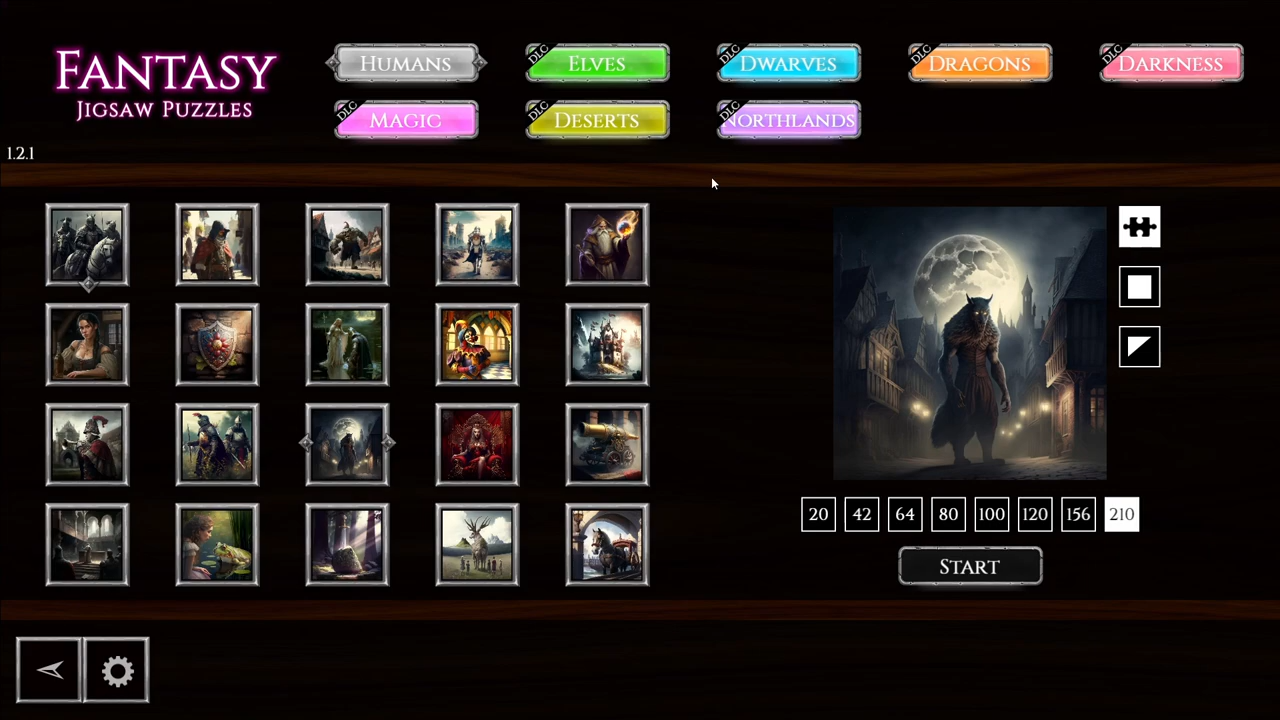 FANTASY
JIGSAW PUZZLES
HUMANS
DLC ELVES
DLC DWARVES
DLC DRAGONS
DLC DARKNESS
DLC MAGIC
DLC DESERTS
DLC NORTHLANDS
1.2.1
20 42 64 80 100 120 156 210
START